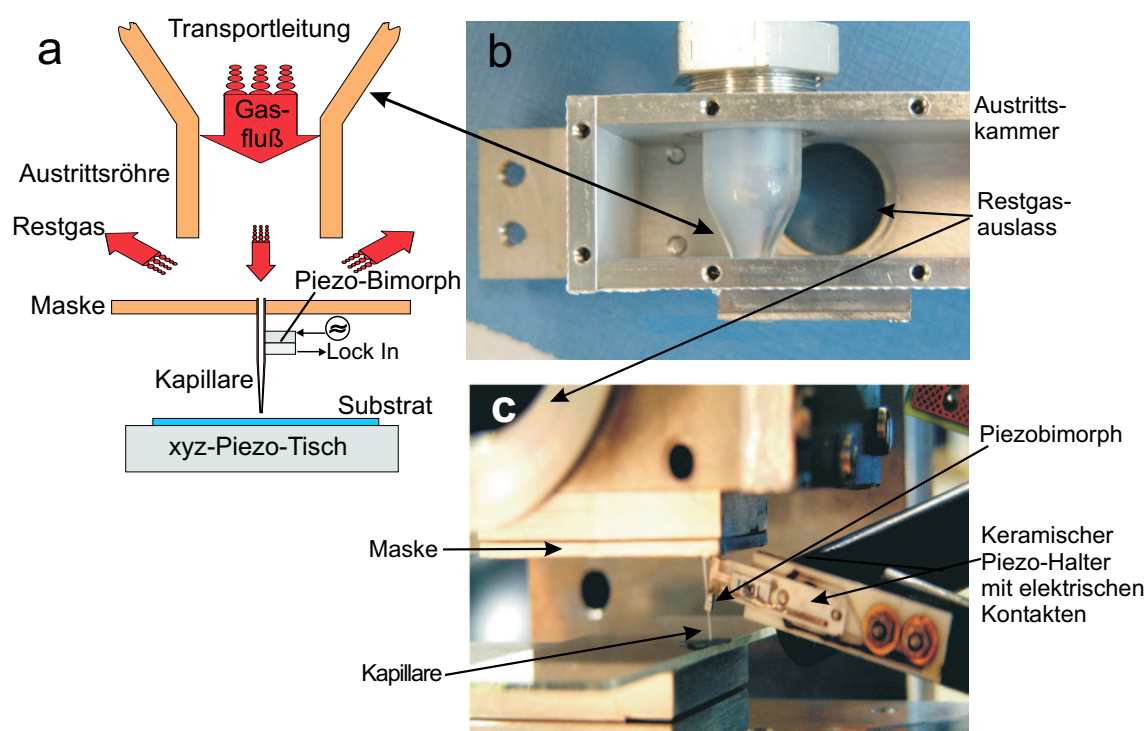 a
Transportleitung
Gas-
fluß
Austrittsröhre
Restgas
Piezo-Bimorph
Maske
≈
Lock In
Kapillare
Substrat
xyz-Piezo-Tisch
b
Austritts-
kammer
Restgas-
auslass
c
Piezobimorph
Maske
Keramischer
Piezo-Halter
mit elektrischen
Kontakten
Kapillare